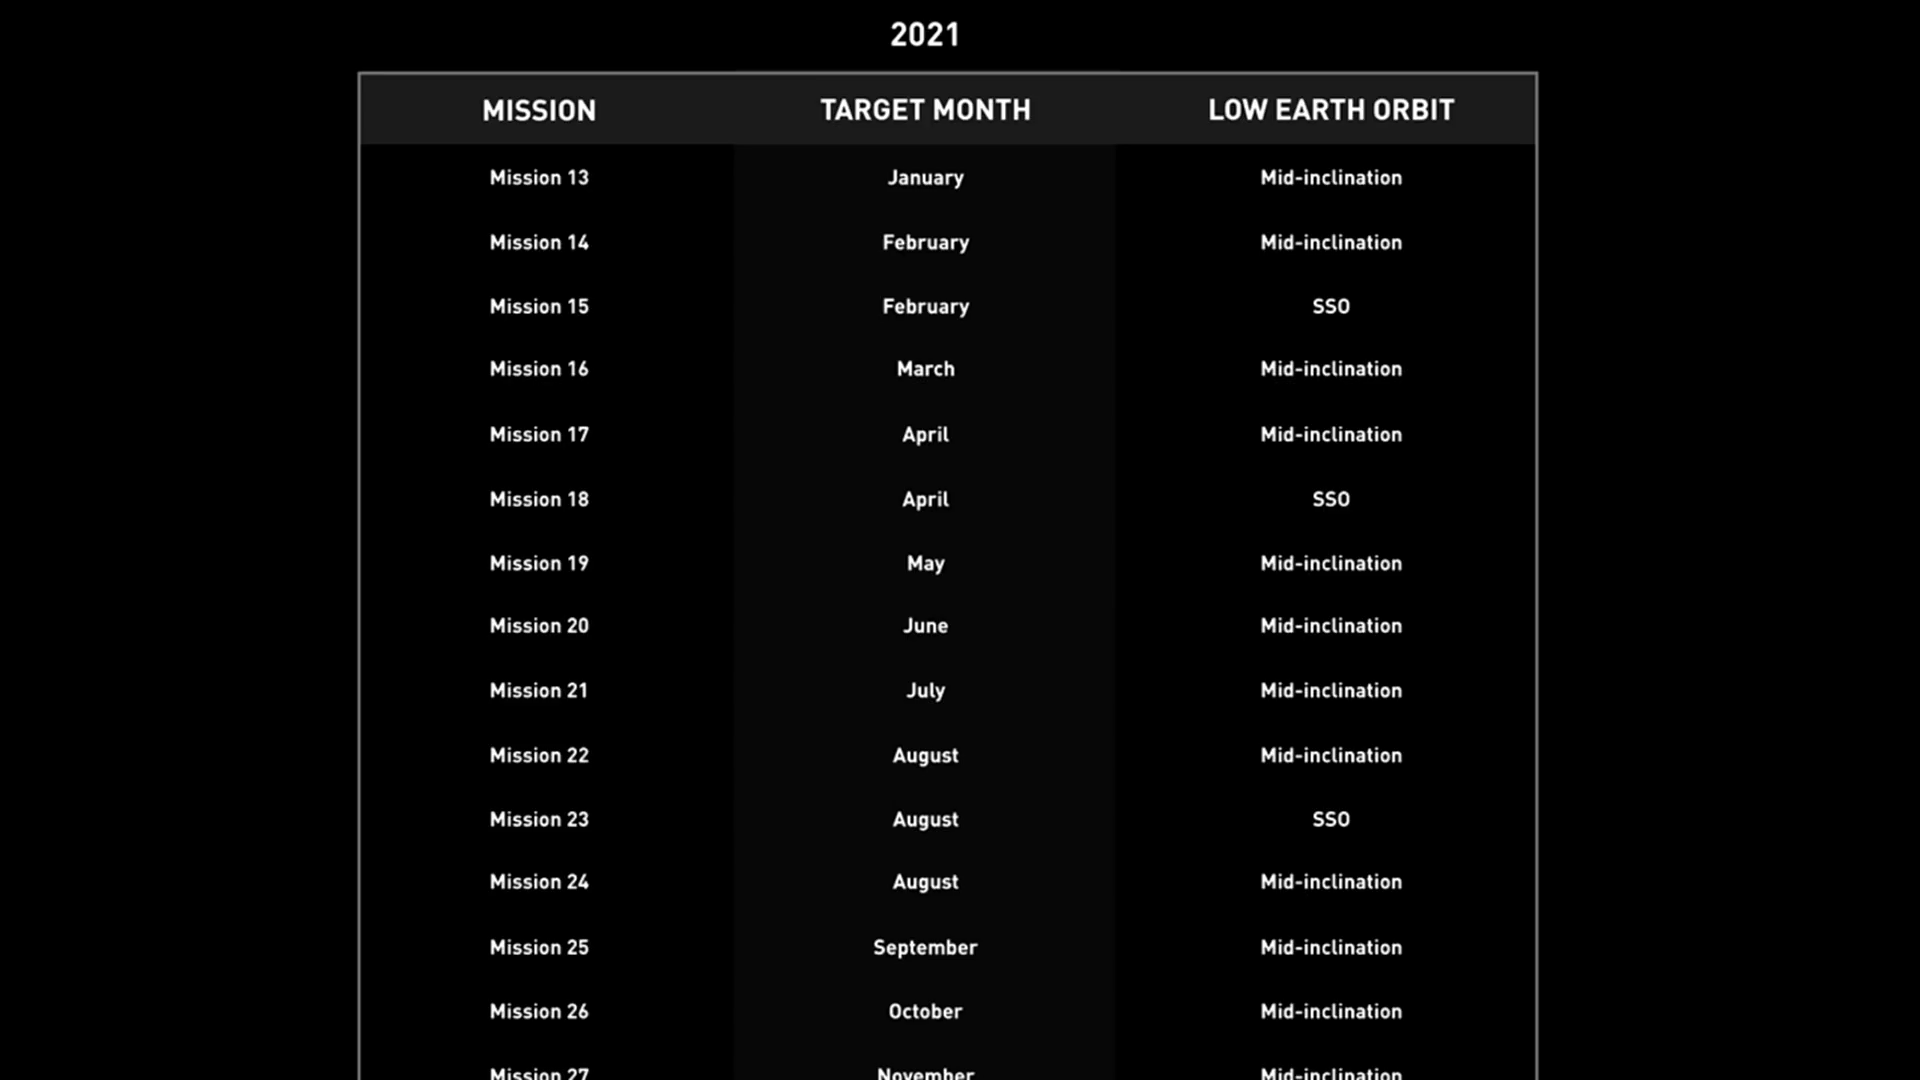 2021
MISSION TARGET MONTH LOW EARTH ORBIT
Mission 13 January Mid-inclination
Mission 14 February Mid-inclination
Mission 15 February SSO
Mission 16 March Mid-inclination
Mission 17 April Mid-inclination
Mission 18 April SSO
Mission 19 May Mid-inclination
Mission 20 June Mid-inclination
Mission 21 July Mid-inclination
Mission 22 August Mid-inclination
Mission 23 August SSO
Mission 24 August Mid-inclination
Mission 25 September Mid-inclination
Mission 26 October Mid-inclination
Mission 27 November Mid-inclination